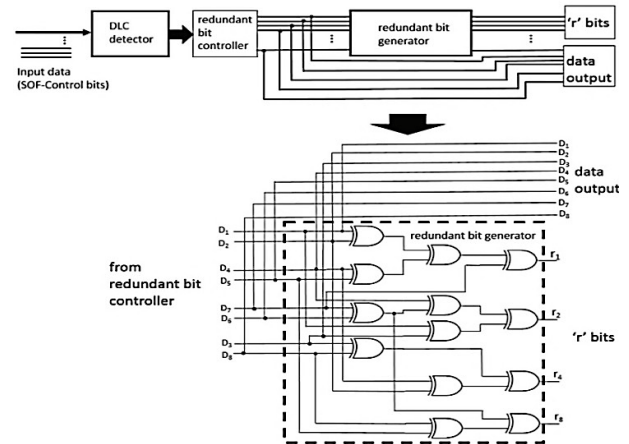 DLC
detector
redundant
bit
controller
redundant bit
generator
'r' bits
data
output
Input data
(SOF-Control bits)
D1
D2
D3
D4
D5
D6
D7
D8
data
output
D1
D2
D4
D5
D7
D6
D3
D8
from
redundant bit
controller
redundant bit generator
r1
r2
r4
r8
'r' bits